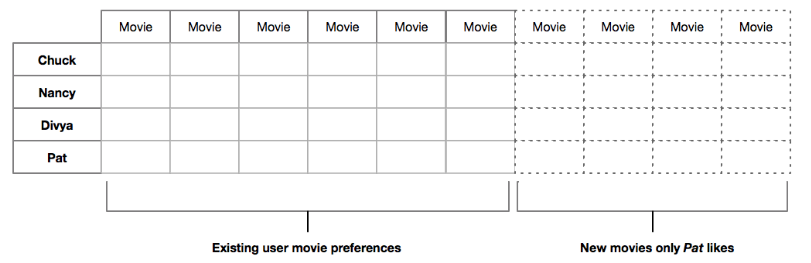 Movie Movie Movie Movie Movie Movie Movie Movie Movie Movie
Chuck
Nancy
Divya
Pat
Existing user movie preferences
New movies only Pat likes